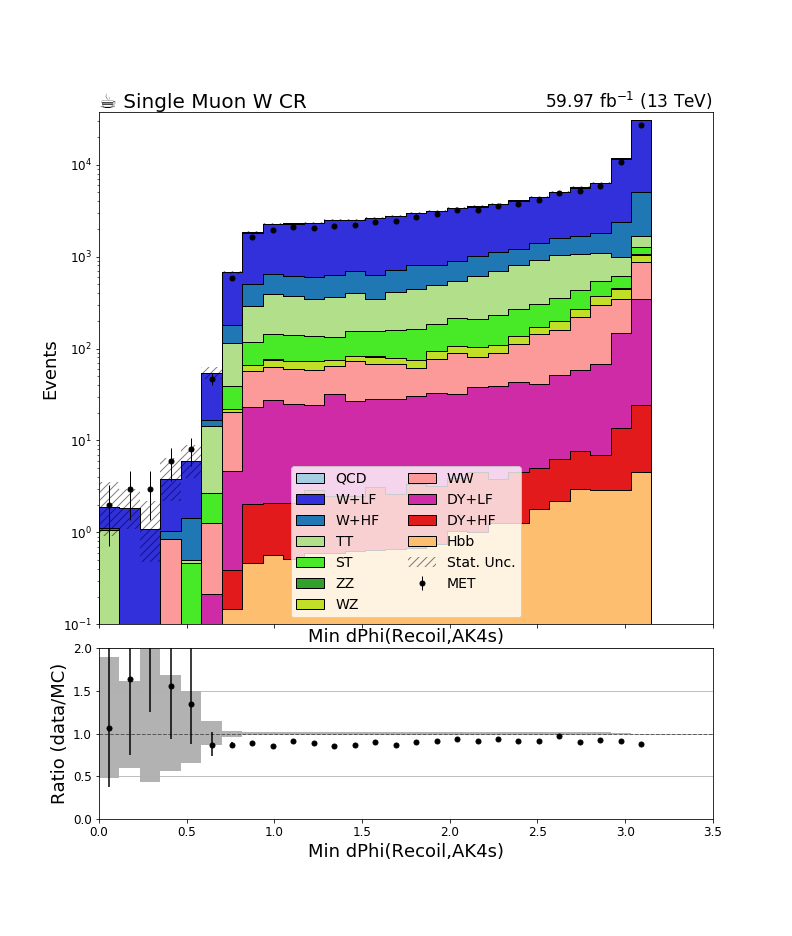 ☕ Single Muon W CR 59.97 fb⁻¹ (13 TeV)
Events
10⁴
10³
10²
10¹
10⁰
10⁻¹
QCD WW
W+LF DY+LF
W+HF DY+HF
TT Hbb
ST Stat. Unc.
ZZ MET
WZ
Min dPhi(Recoil,AK4s)
Ratio (data/MC)
2.0
1.5
1.0
0.5
0.0
0.0 0.5 1.0 1.5 2.0 2.5 3.0 3.5
Min dPhi(Recoil,AK4s)